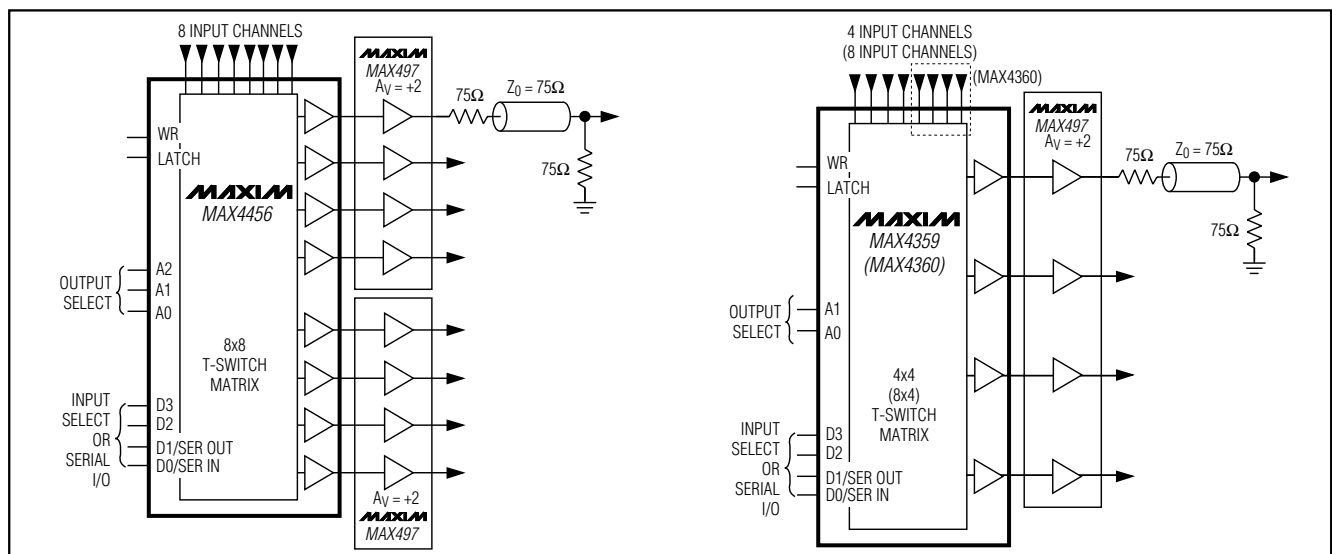 8 INPUT CHANNELS
MAXIM
MAX497
AV = +2
75Ω
Z0 = 75Ω
75Ω
WR
LATCH
MAXIM
MAX4456
OUTPUT
SELECT
A2
A1
A0
8x8
T-SWITCH
MATRIX
INPUT
SELECT
OR
SERIAL
I/O
D3
D2
D1/SER OUT
D0/SER IN
AV = +2
MAXIM
MAX497
4 INPUT CHANNELS
(8 INPUT CHANNELS)
(MAX4360)
MAXIM
MAX497
AV = +2
75Ω
Z0 = 75Ω
75Ω
WR
LATCH
MAXIM
MAX4359
(MAX4360)
OUTPUT
SELECT
A1
A0
4x4
(8x4)
T-SWITCH
MATRIX
INPUT
SELECT
OR
SERIAL
I/O
D3
D2
D1/SER OUT
D0/SER IN